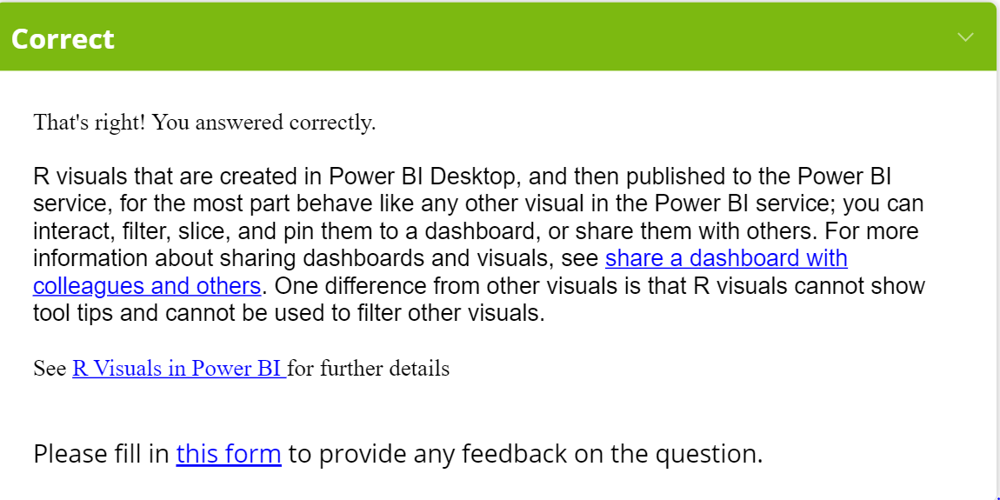 Correct
That's right! You answered correctly.
R visuals that are created in Power BI Desktop, and then published to the Power BI
service, for the most part behave like any other visual in the Power BI service; you can
interact, filter, slice, and pin them to a dashboard, or share them with others. For more
information about sharing dashboards and visuals, see share a dashboard with
colleagues and others. One difference from other visuals is that R visuals cannot show
tool tips and cannot be used to filter other visuals.
See R Visuals in Power BI for further details
Please fill in this form to provide any feedback on the question.